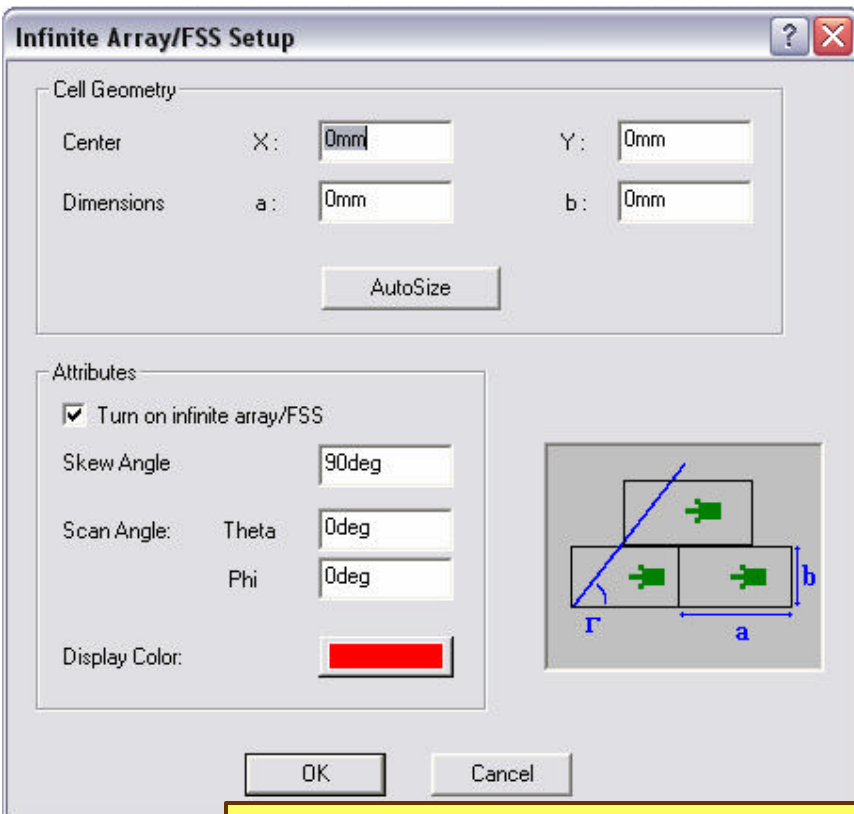 Infinite Array/FSS Setup ?
Cell Geometry
Center X: 0mm Y: 0mm
Dimensions a: 0mm b: 0mm
AutoSize
Attributes
Turn on infinite array/FSS
Skew Angle 90deg
Scan Angle: Theta 0deg
Phi 0deg
Display Color:
b
Γ
a
OK Cancel